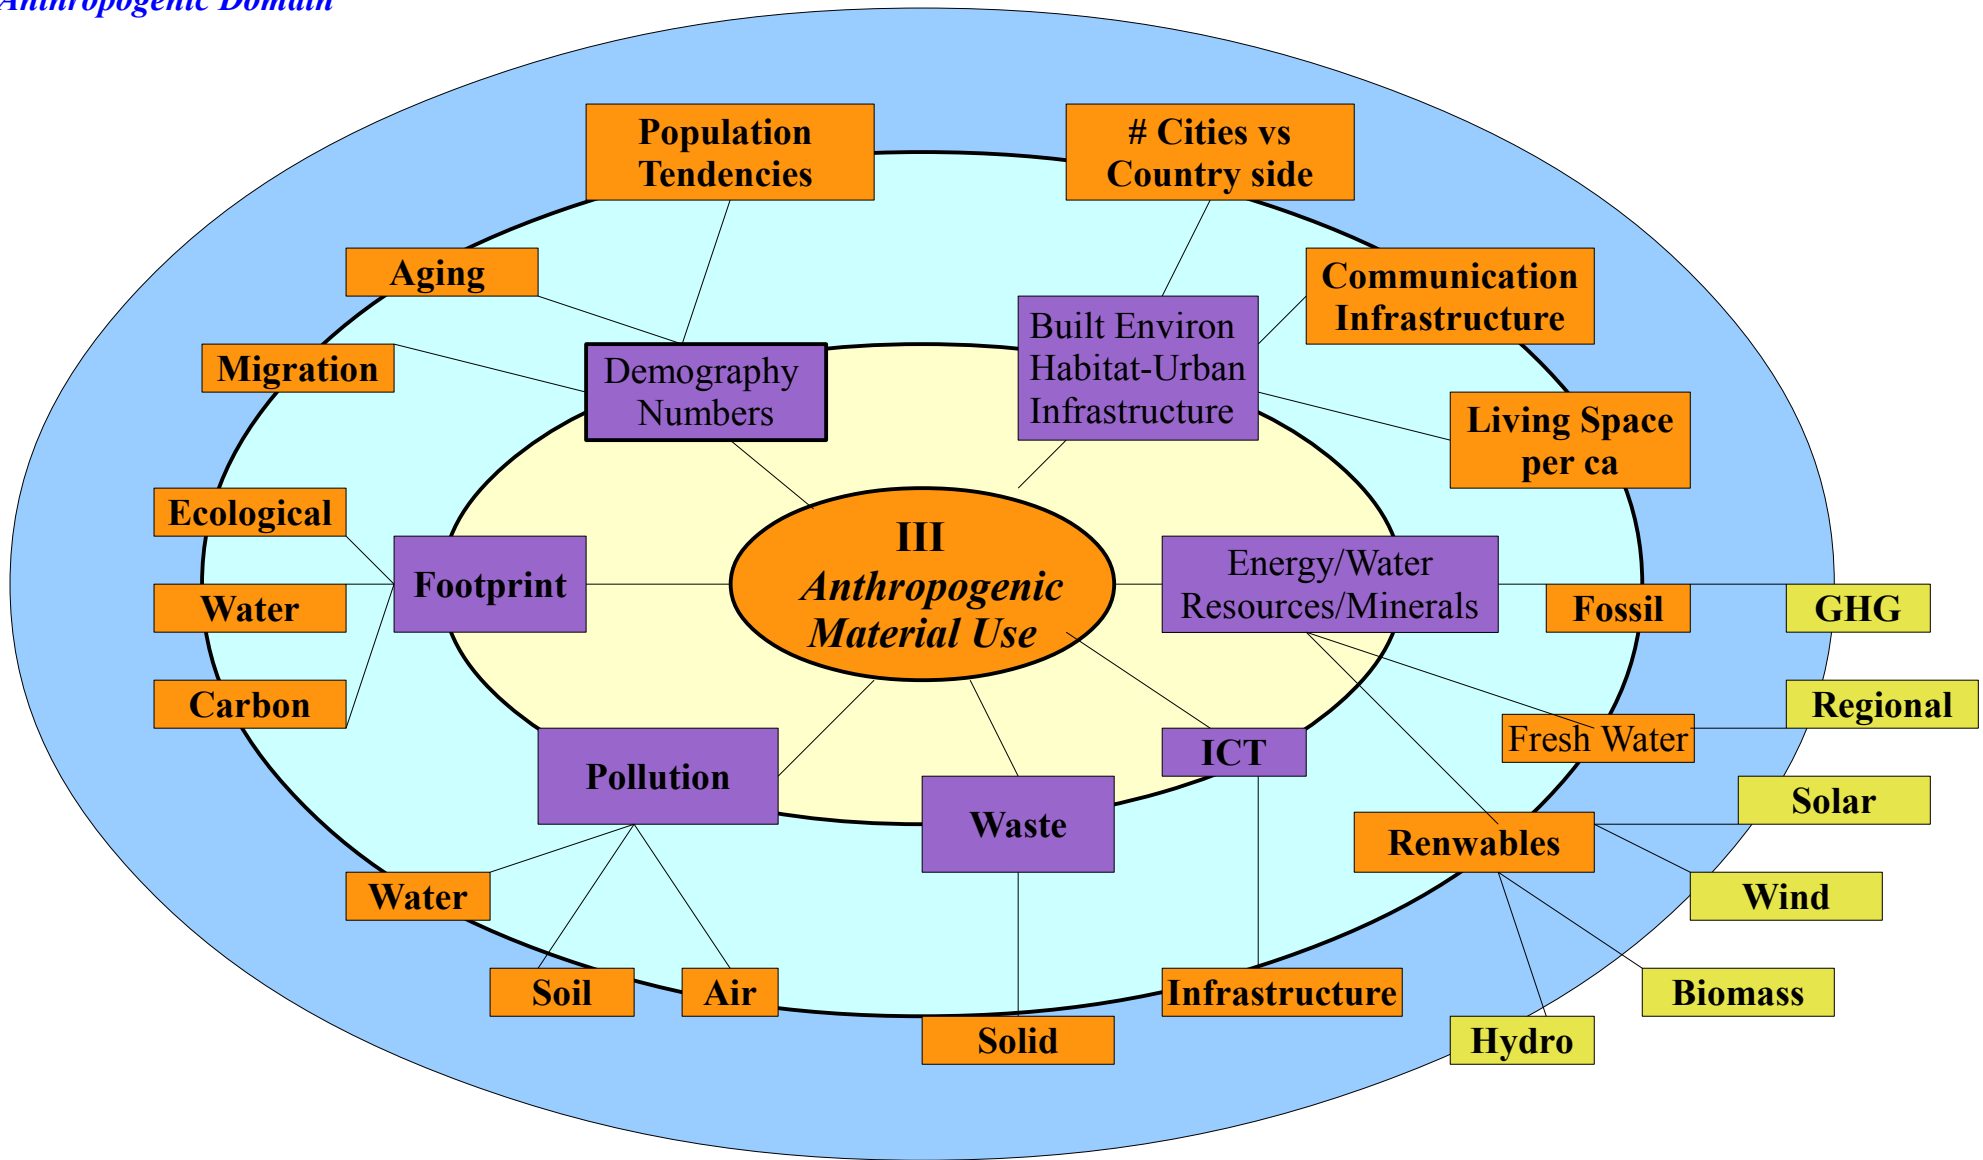 Anthropogenic Domain
Population
Tendencies
# Cities vs
Country side
Aging
Communication
Infrastructure
Migration
Demography
Numbers
Built Environ
Habitat-Urban
Infrastructure
Living Space
per ca
Ecological
Water
Carbon
Footprint
III
Anthropogenic
Material Use
Energy/Water
Resources/Minerals
Fossil
GHG
Regional
Fresh Water
Pollution
Waste
ICT
Solar
Renwables
Wind
Water
Soil
Air
Solid
Infrastructure
Biomass
Hydro